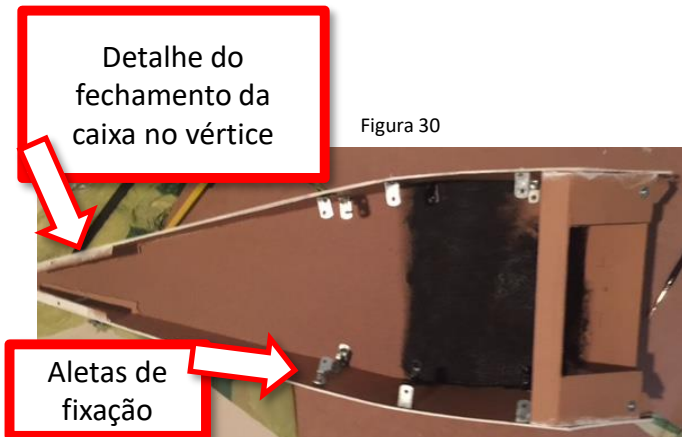 Detalhe do
fechamento da
caixa no vértice
Figura 30
Aletas de
fixação